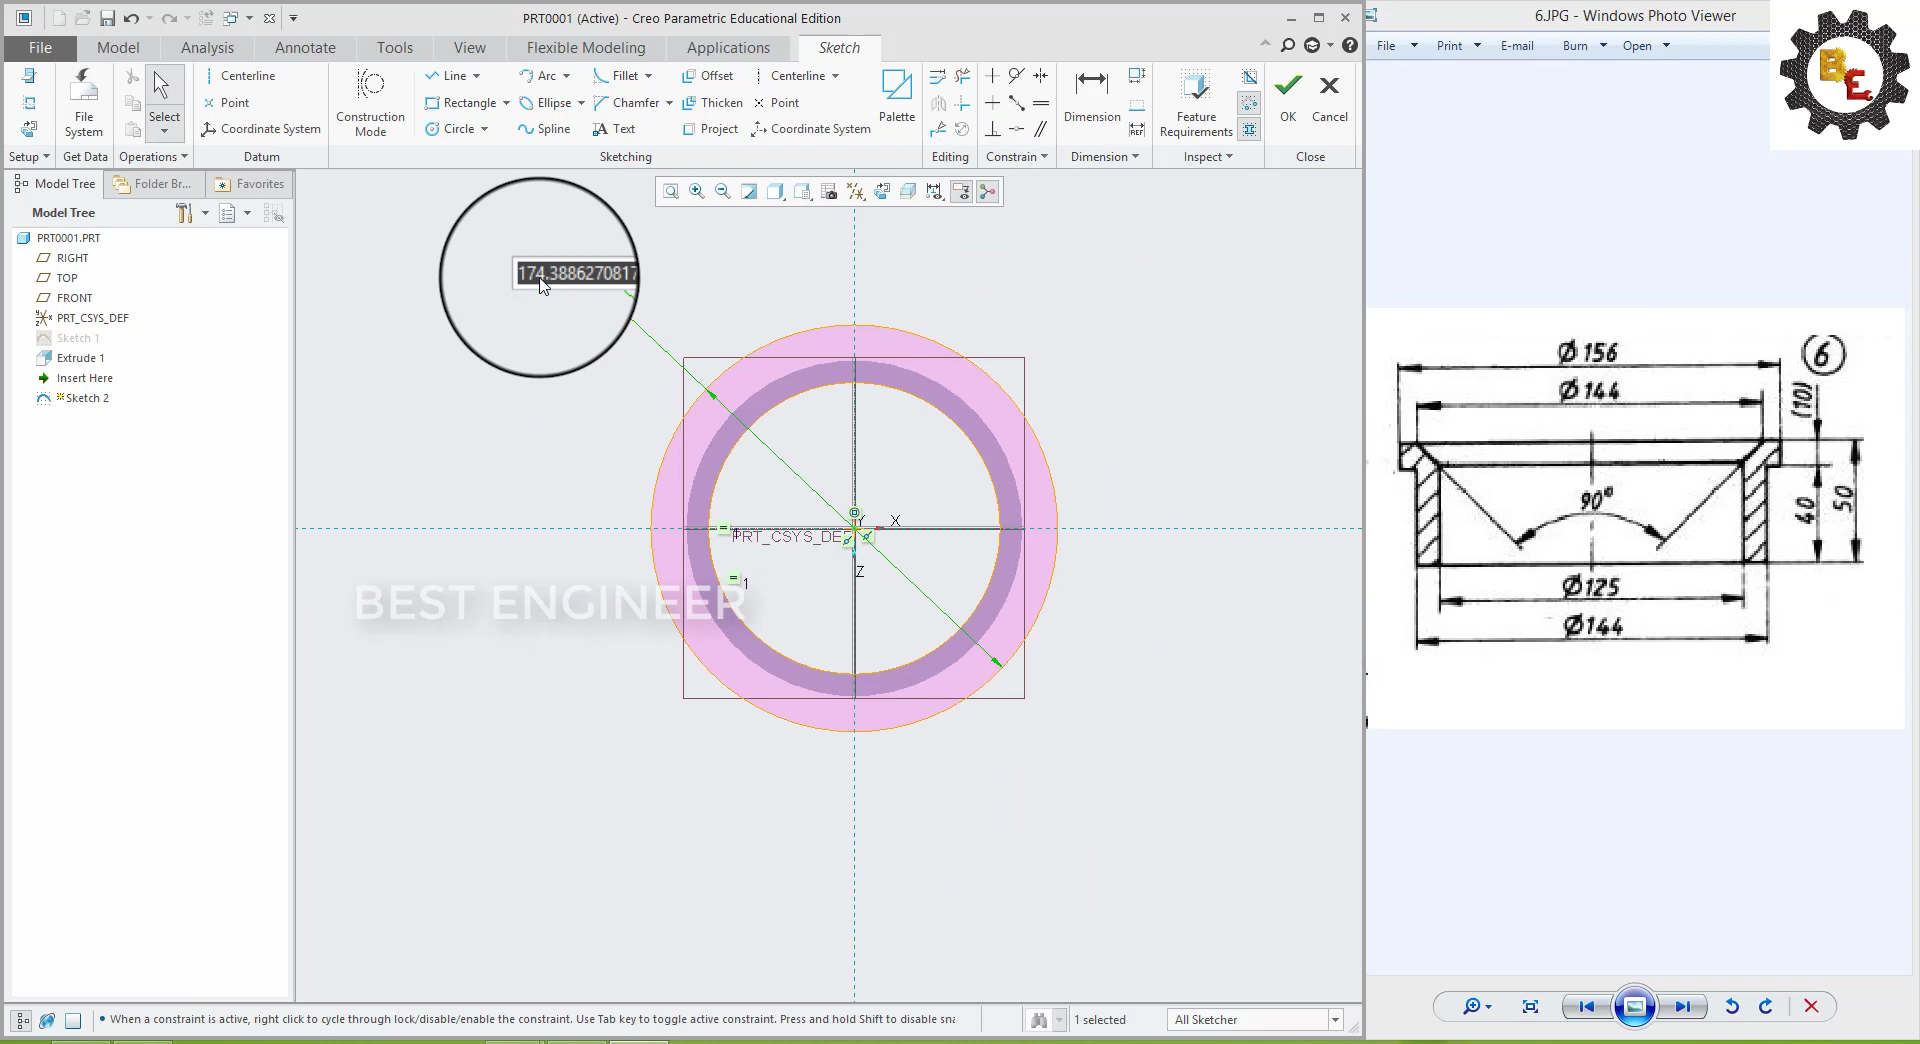 PRT0001 (Active) - Creo Parametric Educational Edition
File
Model
Analysis
Annotate
Tools
View
Flexible Modeling
Applications
Sketch
File
System
Select
Centerline
Point
Coordinate System
Construction
Mode
Line
Arc
Fillet
Offset
Centerline
Rectangle
Ellipse
Chamfer
Thicken
Point
Circle
Spline
Text
Project
Coordinate System
Palette
Dimension
REF
Feature
Requirements
OK
Cancel
Setup
Get Data
Operations
Datum
Sketching
Editing
Constrain
Dimension
Inspect
Close
Model Tree
Folder Br...
Favorites
Model Tree
PRT0001.PRT
RIGHT
TOP
FRONT
PRT_CSYS_DEF
Sketch 1
Extrude 1
Insert Here
Sketch 2
174.3886270817
X
Y
PRT_CSYS_DE
Z
1
BEST ENGINEER
When a constraint is active, right click to cycle through lock/disable/enable the constraint. Use Tab key to toggle active constraint. Press and hold Shift to disable sna
1 selected
All Sketcher
6.JPG - Windows Photo Viewer
File
Print
E-mail
Burn
Open
B E
Ø156
6
Ø144
(10)
90°
40
50
Ø125
Ø144